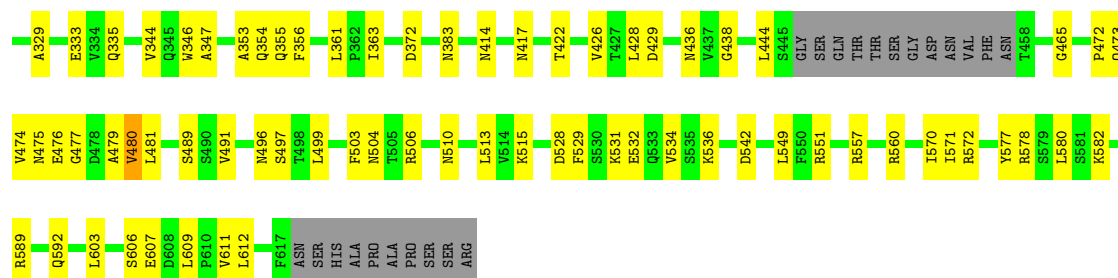 A329 E333 V334 Q335 V344 Q345 W346 A347 A353 Q354 Q355 F356 L361 P362 I363 D372 N383 N414 N417 T422 V426 T427 L428 D429 N436 V437 G438 L444 S445 GLY SER GLN THR THR SER GLY ASP ASN VAL PHE ASN T458 G465 P472
V474 N475 E476 G477 D478 A479 V480 L481 S489 S490 V491 N496 S497 T498 L499 F503 N504 T505 R506 N510 L513 V514 K515 D528 F529 S530 K531 E532 Q533 V534 S535 K536 D542 L549 F550 R551 R557 R560 I570 I571 R572 Y577 R578 S579 L580 S581 K582
R589 Q592 L603 S606 E607 D608 L609 P610 V611 L612 F617 ASN SER HIS ALA PRO ALA PRO SER SER ARG